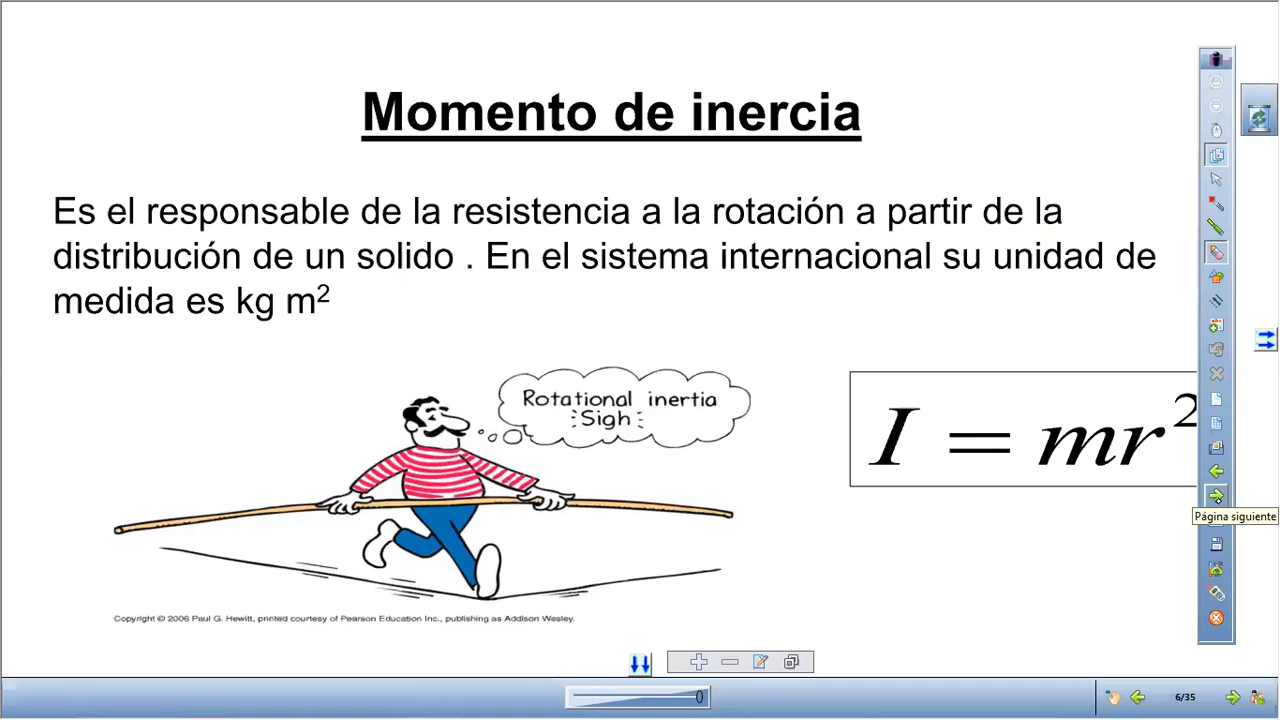 Momento de inercia
Es el responsable de la resistencia a la rotación a partir de la
distribución de un solido . En el sistema internacional su unidad de
medida es kg m²
Rotational inertia
Sigh
I = mr²
Página siguiente
Copyright © 2006 Paul G. Hewitt, printed courtesy of Pearson Education Inc., publishing as Addison Wesley.
0
6/35